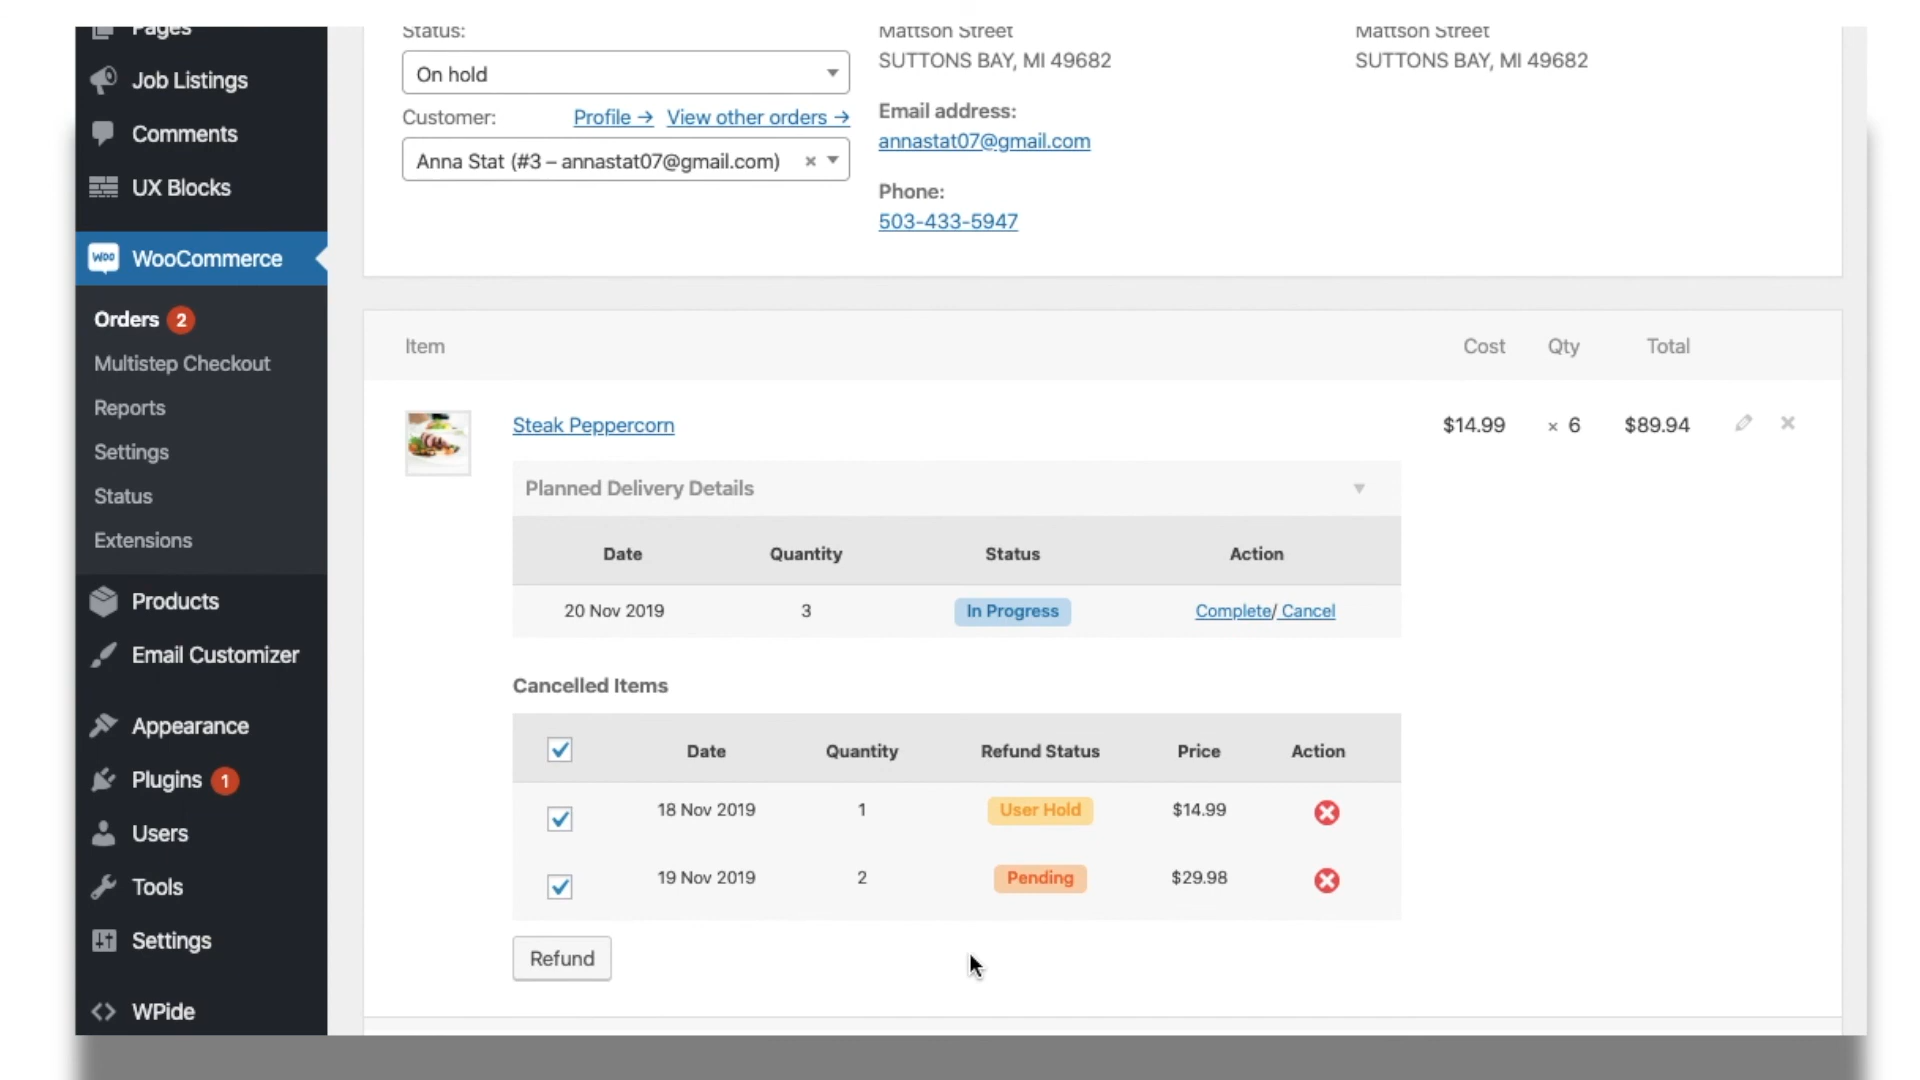 Pages
Job Listings
Comments
UX Blocks
WOO WooCommerce
Orders 2
Multistep Checkout
Reports
Settings
Status
Extensions
Products
Email Customizer
Appearance
Plugins 1
Users
Tools
Settings
WPide
Status:
On hold
Customer: Profile → View other orders →
Anna Stat (#3 – annastat07@gmail.com) ×
Mattson Street
SUTTONS BAY, MI 49682
Email address:
annastat07@gmail.com
Phone:
503-433-5947
Mattson Street
SUTTONS BAY, MI 49682
Item Cost Qty Total
Steak Peppercorn $14.99 × 6 $89.94
Planned Delivery Details
Date Quantity Status Action
20 Nov 2019 3 In Progress Complete/ Cancel
Cancelled Items
Date Quantity Refund Status Price Action
18 Nov 2019 1 User Hold $14.99
19 Nov 2019 2 Pending $29.98
Refund